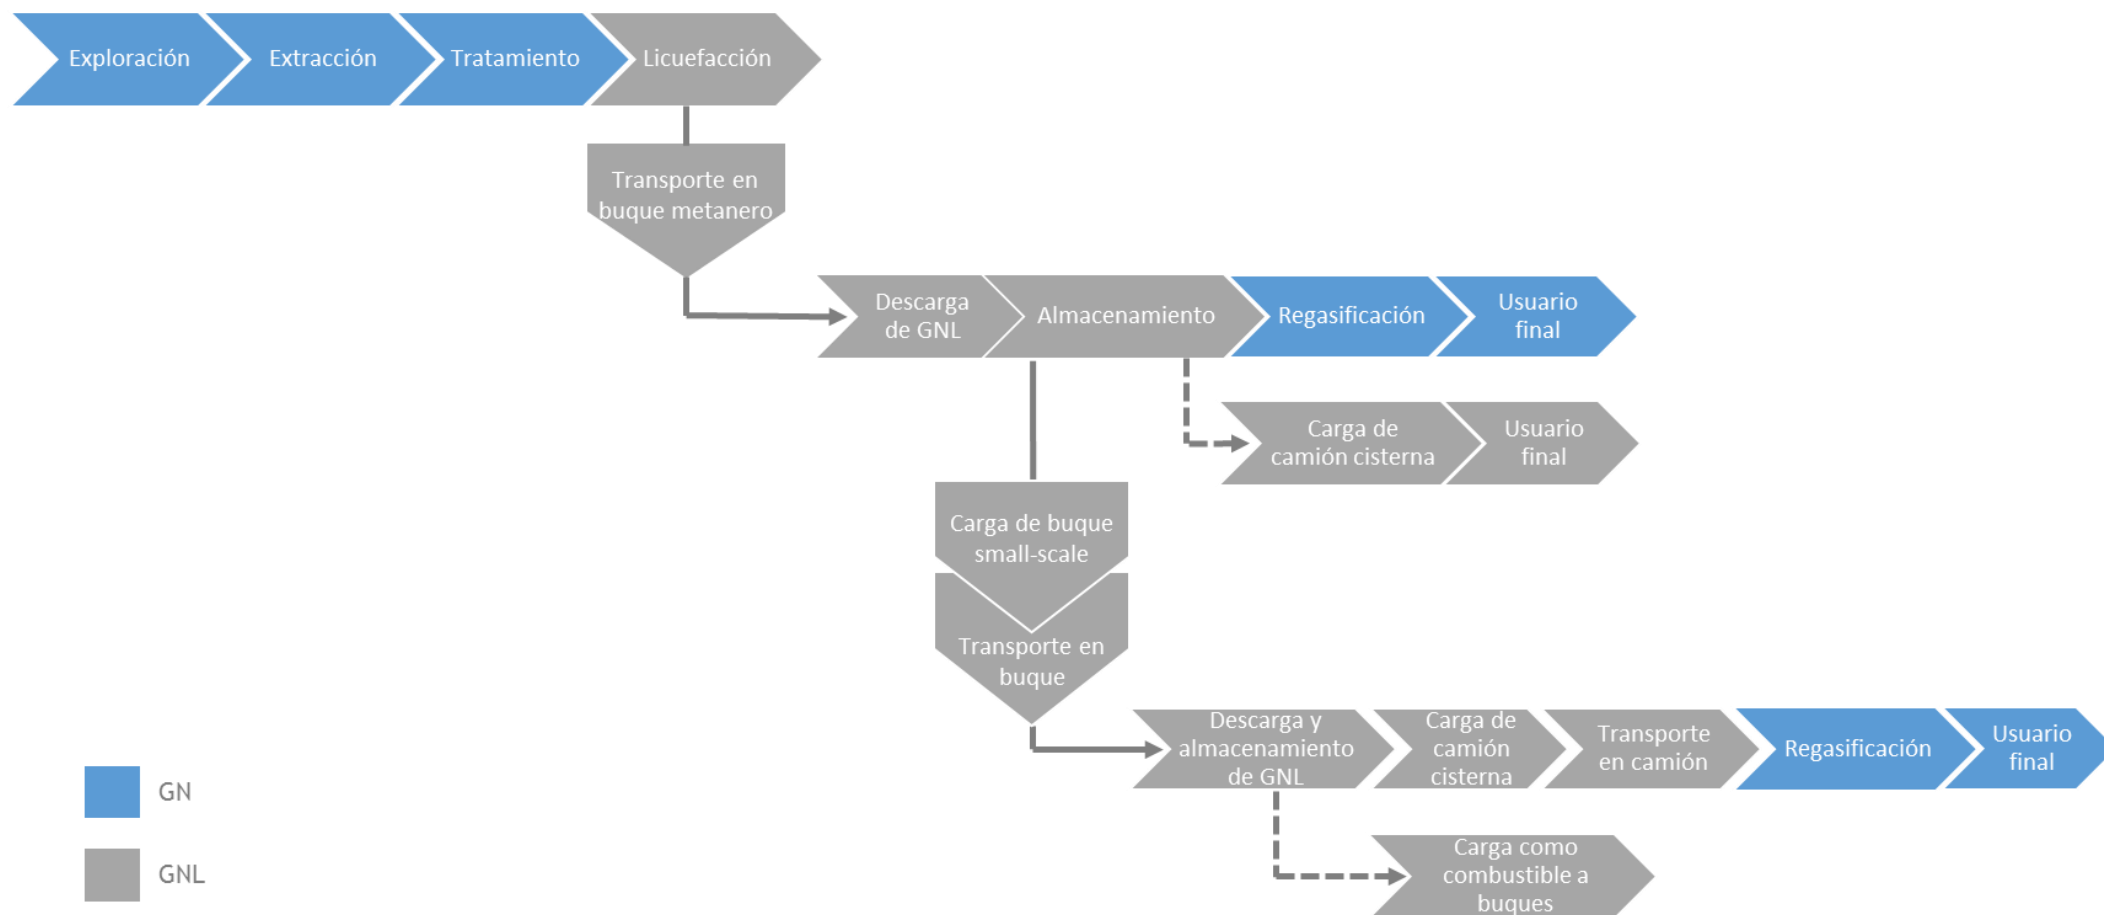 Exploración
Extracción
Tratamiento
Licuefacción
Transporte en
buque metanero
Descarga
de GNL
Almacenamiento
Regasificación
Usuario
final
Carga de
camión cisterna
Usuario
final
Carga de buque
small-scale
Transporte en
buque
Descarga y
almacenamiento
de GNL
Carga de
camión
cisterna
Transporte
en camión
Regasificación
Usuario
final
Carga como
combustible a
buques
GN
GNL